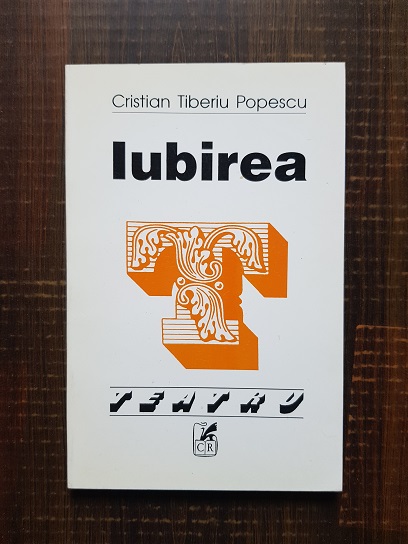 Cristian Tiberiu Popescu
Iubirea
T
TEATRU
CR